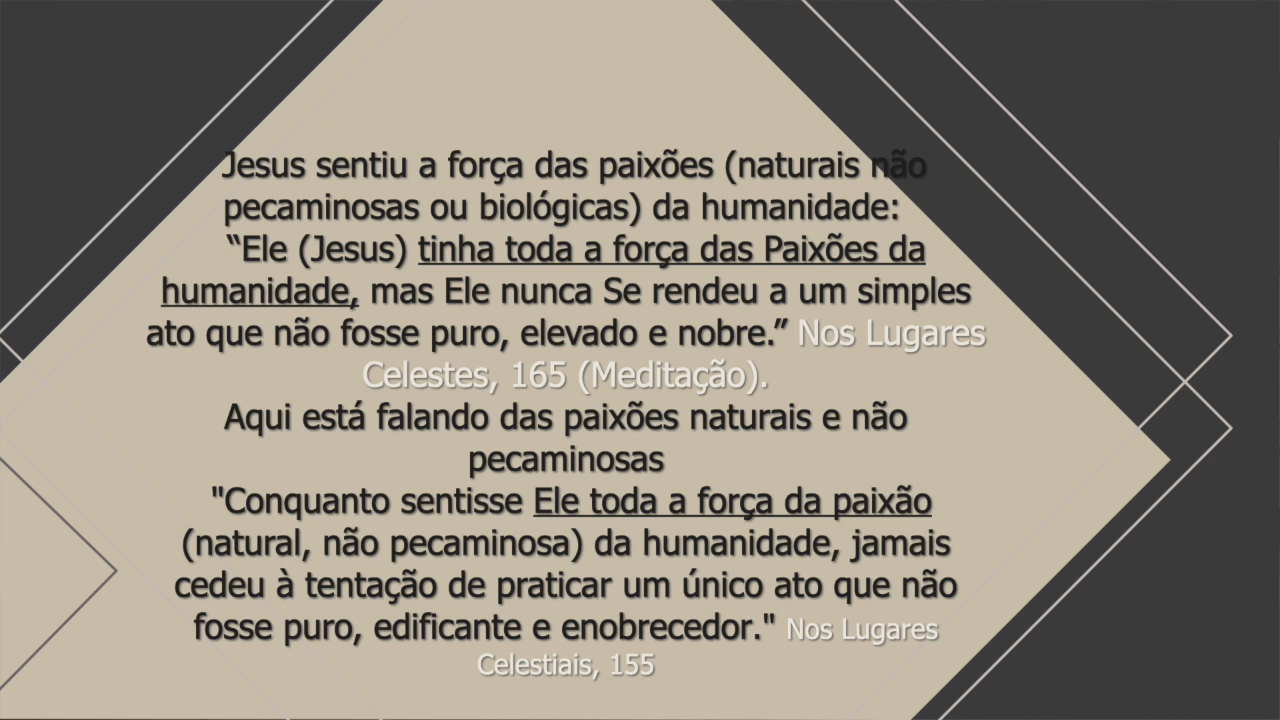 Jesus sentiu a força das paixões (naturais não
pecaminosas ou biológicas) da humanidade:
“Ele (Jesus) tinha toda a força das Paixões da
humanidade, mas Ele nunca Se rendeu a um simples
ato que não fosse puro, elevado e nobre.” Nos Lugares
Celestes, 165 (Meditação).
Aqui está falando das paixões naturais e não
pecaminosas
"Conquanto sentisse Ele toda a força da paixão
(natural, não pecaminosa) da humanidade, jamais
cedeu à tentação de praticar um único ato que não
fosse puro, edificante e enobrecedor." Nos Lugares
Celestiais, 155